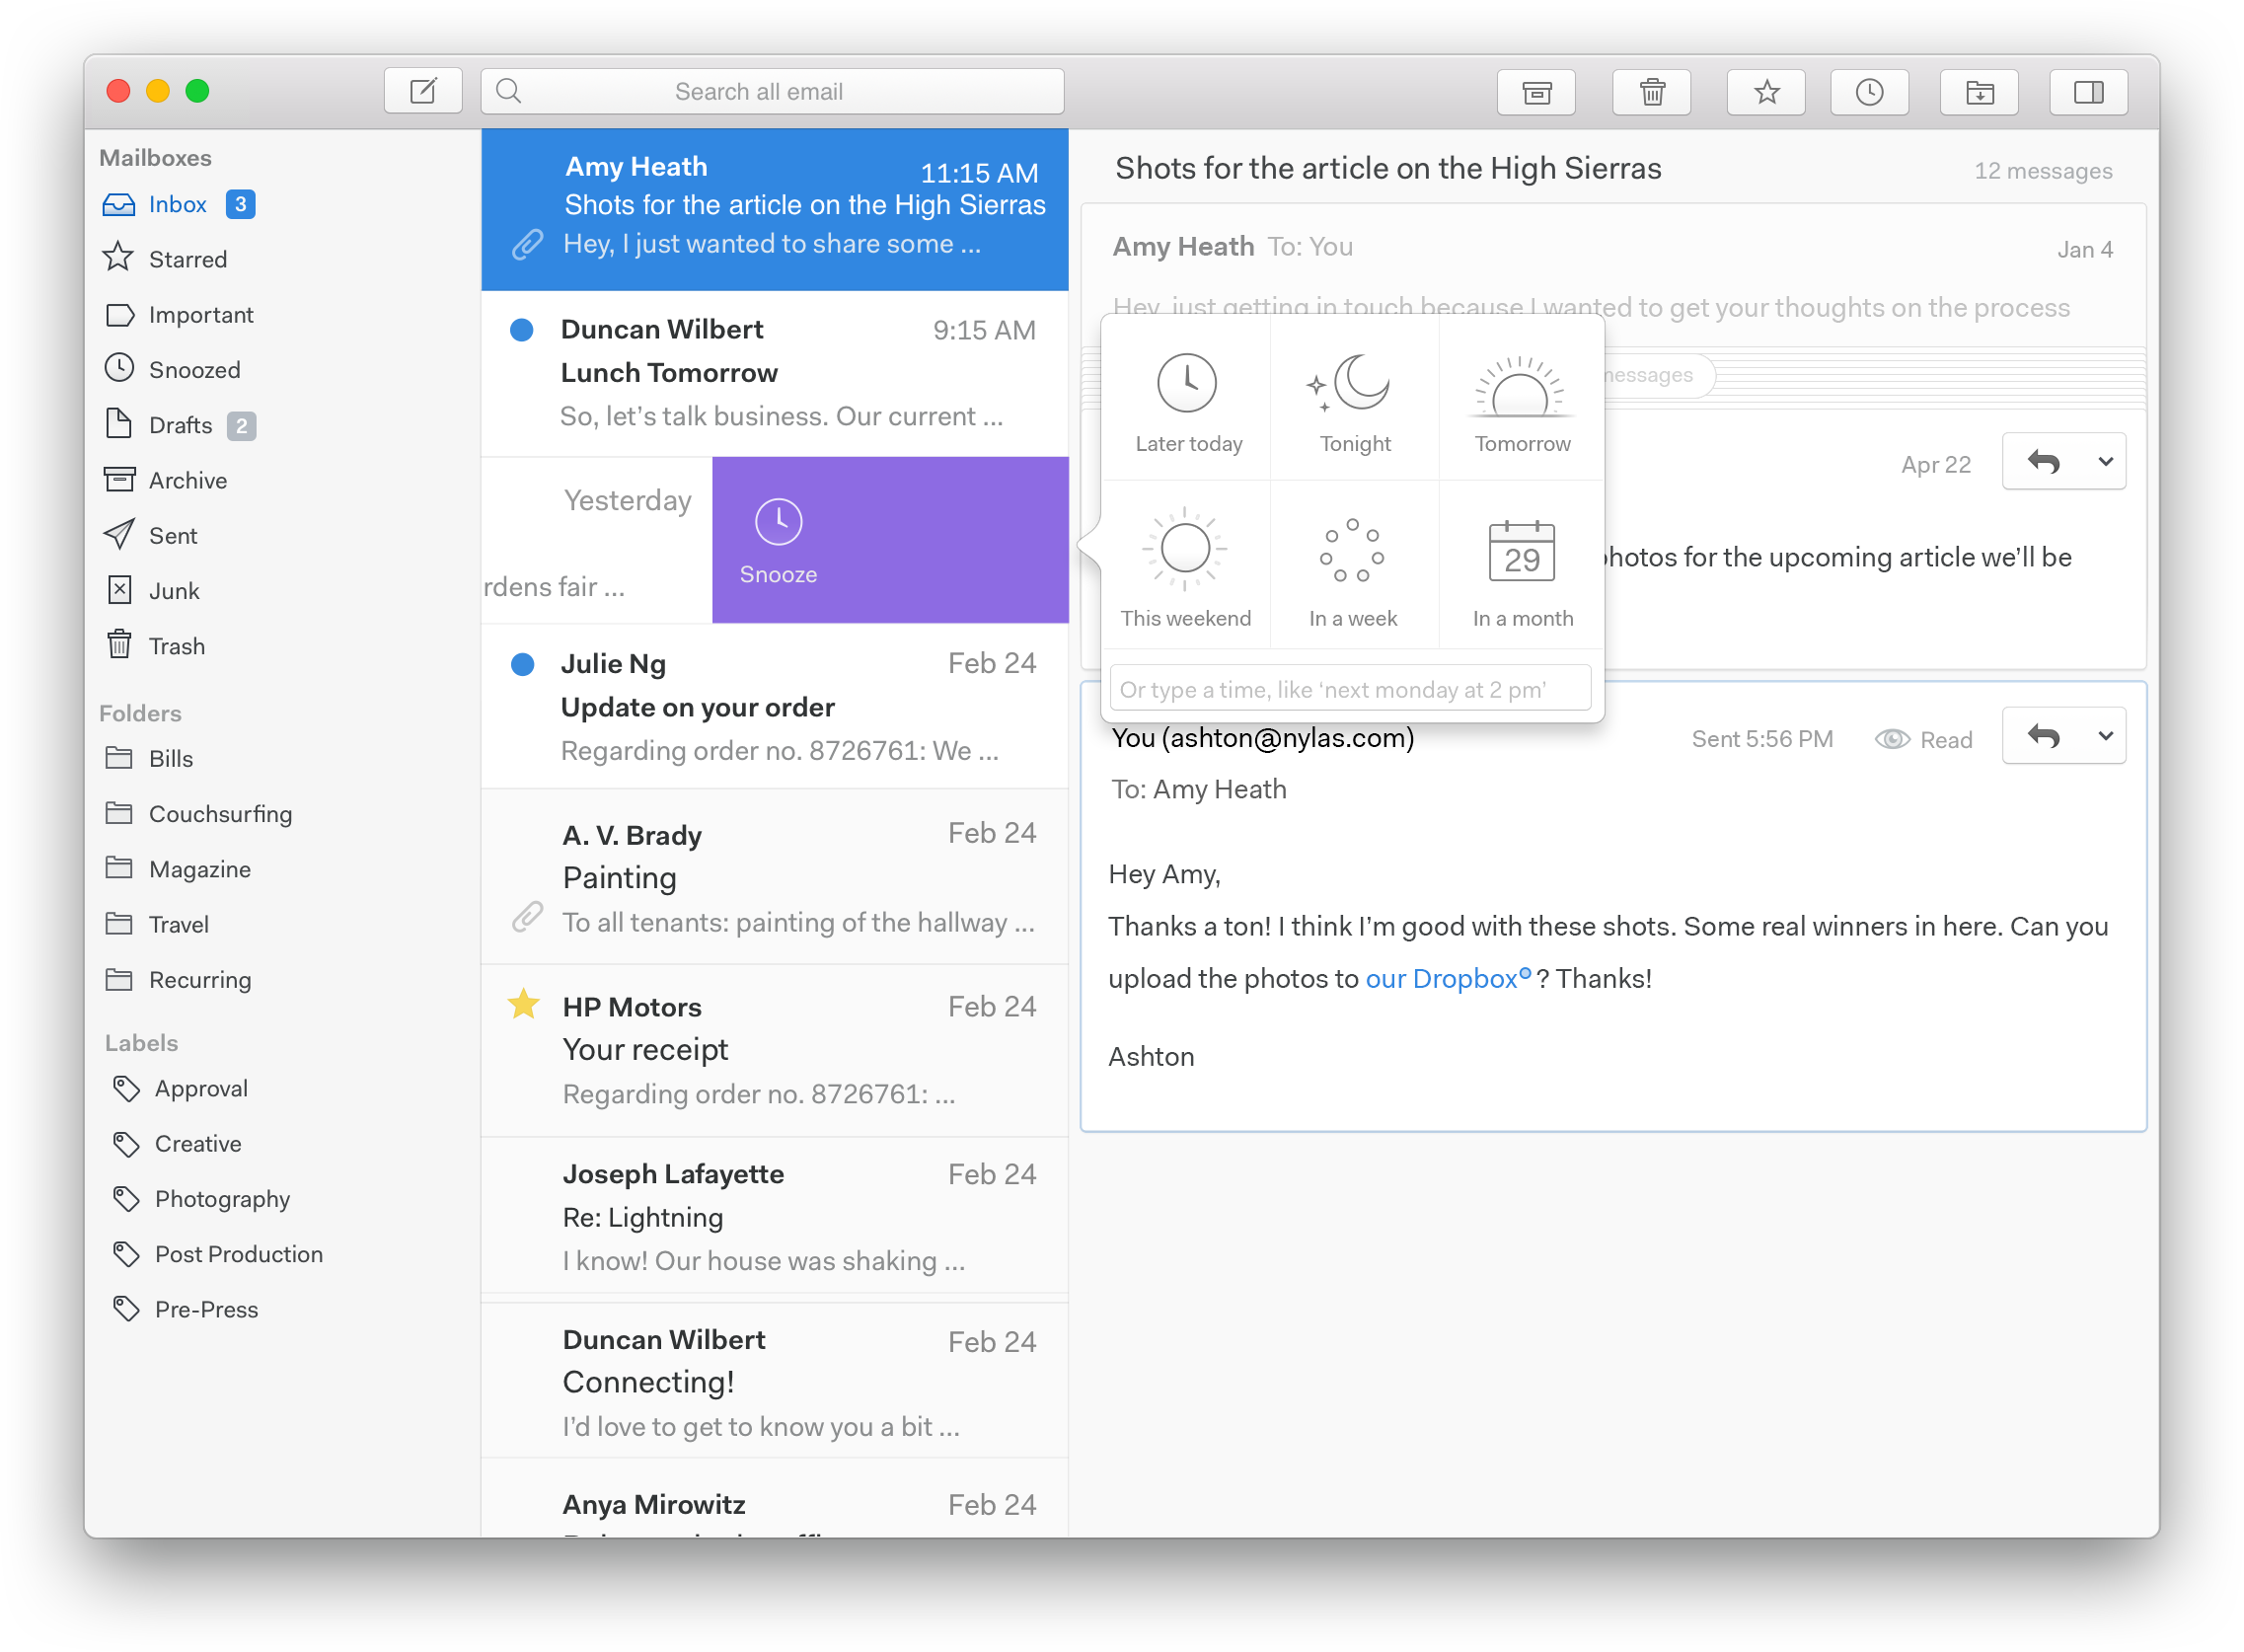 Search all email
Mailboxes
Inbox 3
Starred
Important
Snoozed
Drafts 2
Archive
Sent
Junk
Trash
Folders
Bills
Couchsurfing
Magazine
Travel
Recurring
Labels
Approval
Creative
Photography
Post Production
Pre-Press
Amy Heath 11:15 AM
Shots for the article on the High Sierras
Hey, I just wanted to share some ...
Duncan Wilbert 9:15 AM
Lunch Tomorrow
So, let’s talk business. Our current ...
Yesterday
rdens fair ...
Snooze
Julie Ng Feb 24
Update on your order
Regarding order no. 8726761: We ...
A. V. Brady Feb 24
Painting
To all tenants: painting of the hallway ...
HP Motors Feb 24
Your receipt
Regarding order no. 8726761: ...
Joseph Lafayette Feb 24
Re: Lightning
I know! Our house was shaking ...
Duncan Wilbert Feb 24
Connecting!
I’d love to get to know you a bit ...
Anya Mirowitz Feb 24
Shots for the article on the High Sierras 12 messages
Amy Heath To: You Jan 4
Hey, just getting in touch because I wanted to get your thoughts on the process
messages
Apr 22
photos for the upcoming article we’ll be
Later today
Tonight
Tomorrow
This weekend
In a week
29
In a month
Or type a time, like ‘next monday at 2 pm’
You (ashton@nylas.com) Sent 5:56 PM Read
To: Amy Heath
Hey Amy,
Thanks a ton! I think I’m good with these shots. Some real winners in here. Can you
upload the photos to our Dropbox ? Thanks!
Ashton